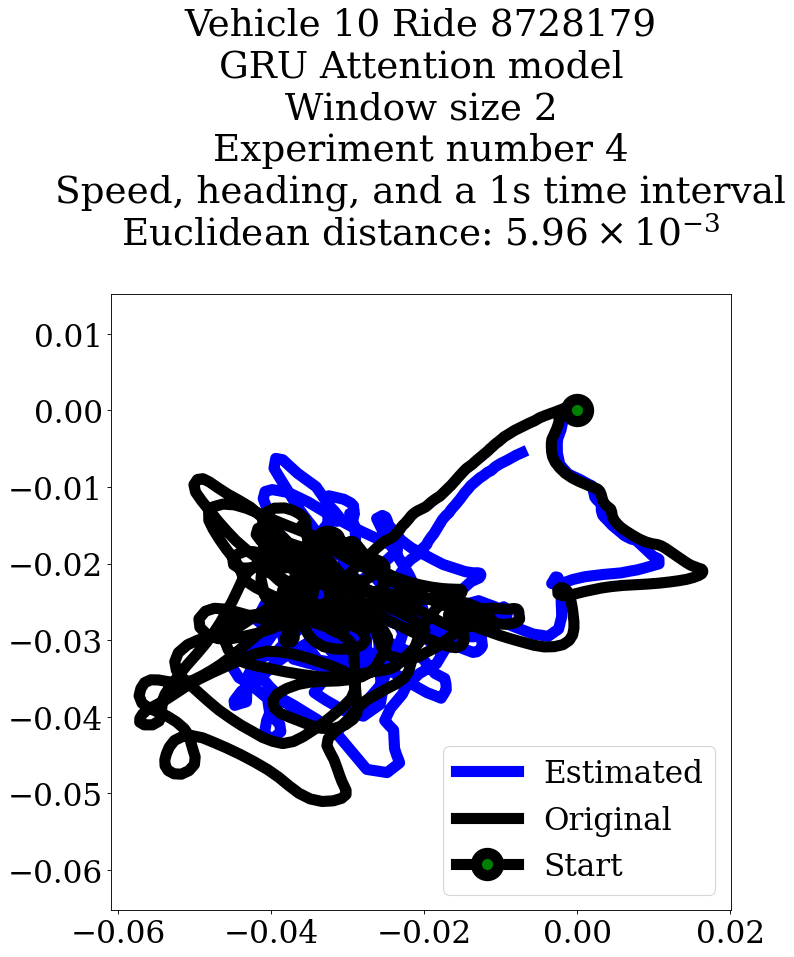 Vehicle 10 Ride 8728179
GRU Attention model
Window size 2
Experiment number 4
Speed, heading, and a 1s time interval
Euclidean distance: 5.96 × 10⁻³
0.01
0.00
−0.01
−0.02
−0.03
−0.04
−0.05
−0.06
Estimated
Original
Start
−0.06 −0.04 −0.02 0.00 0.02